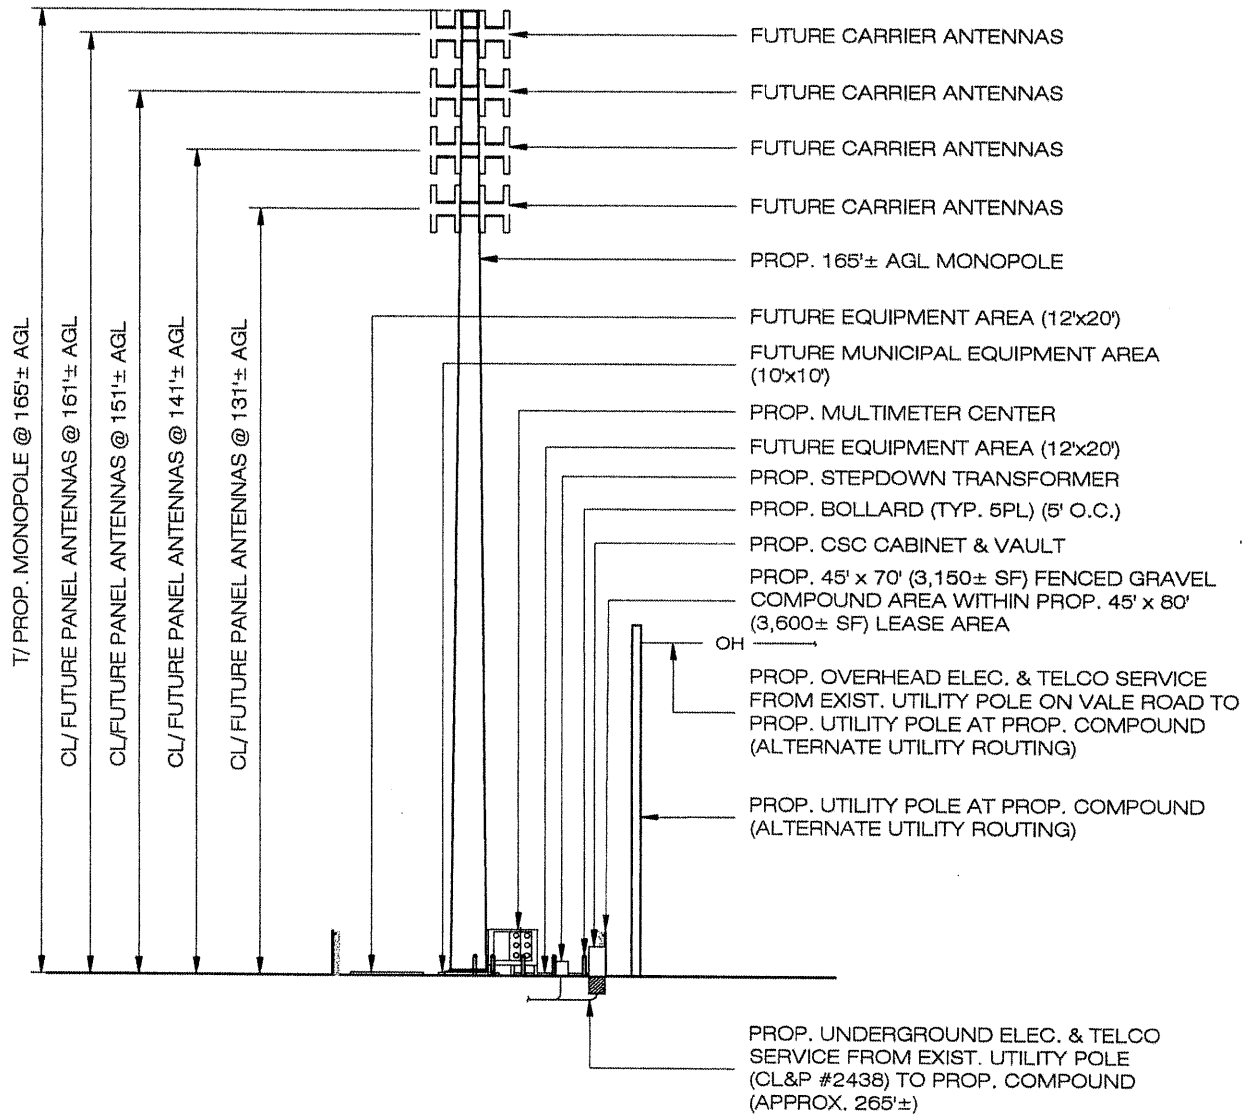 FUTURE CARRIER ANTENNAS
FUTURE CARRIER ANTENNAS
FUTURE CARRIER ANTENNAS
FUTURE CARRIER ANTENNAS
PROP. 165'± AGL MONOPOLE
FUTURE EQUIPMENT AREA (12'x20')
FUTURE MUNICIPAL EQUIPMENT AREA
(10'x10')
PROP. MULTIMETER CENTER
FUTURE EQUIPMENT AREA (12'x20')
PROP. STEPDOWN TRANSFORMER
PROP. BOLLARD (TYP. 5PL) (5' O.C.)
PROP. CSC CABINET & VAULT
PROP. 45' x 70' (3,150± SF) FENCED GRAVEL
COMPOUND AREA WITHIN PROP. 45' x 80'
(3,600± SF) LEASE AREA
OH
PROP. OVERHEAD ELEC. & TELCO SERVICE
FROM EXIST. UTILITY POLE ON VALE ROAD TO
PROP. UTILITY POLE AT PROP. COMPOUND
(ALTERNATE UTILITY ROUTING)
PROP. UTILITY POLE AT PROP. COMPOUND
(ALTERNATE UTILITY ROUTING)
PROP. UNDERGROUND ELEC. & TELCO
SERVICE FROM EXIST. UTILITY POLE
(CL&P #2438) TO PROP. COMPOUND
(APPROX. 265'±)
T/ PROP. MONOPOLE @ 165'± AGL
CL/ FUTURE PANEL ANTENNAS @ 161'± AGL
CL/FUTURE PANEL ANTENNAS @ 151'± AGL
CL/ FUTURE PANEL ANTENNAS @ 141'± AGL
CL/ FUTURE PANEL ANTENNAS @ 131'± AGL